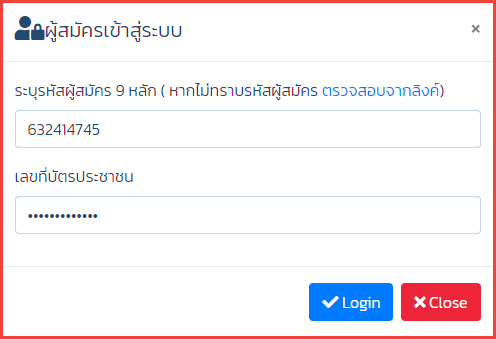 ผู้สมัครเข้าสู่ระบบ ×
ระบุรหัสผู้สมัคร 9 หลัก ( หากไม่ทราบรหัสผู้สมัคร ตรวจสอบจากลิงค์)
632414745
เลขที่บัตรประชาชน
•••••••••••••
Login Close